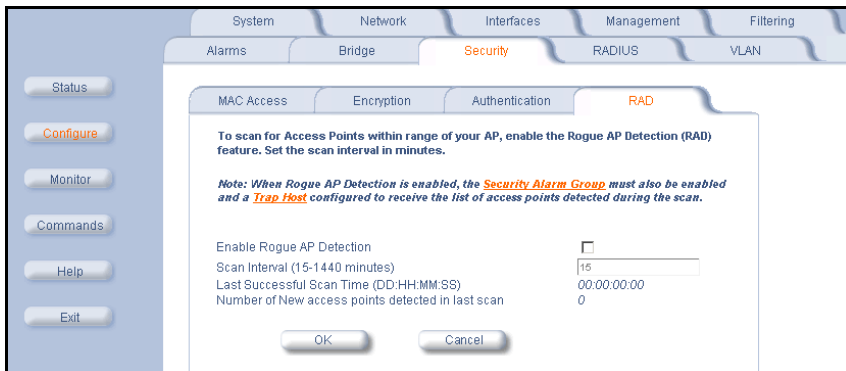 System Network Interfaces Management Filtering
Alarms Bridge Security RADIUS VLAN
Status
Configure
Monitor
Commands
Help
Exit
MAC Access Encryption Authentication RAD
To scan for Access Points within range of your AP, enable the Rogue AP Detection (RAD)
feature. Set the scan interval in minutes.
Note: When Rogue AP Detection is enabled, the Security Alarm Group must also be enabled
and a Trap Host configured to receive the list of access points detected during the scan.
Enable Rogue AP Detection
Scan Interval (15-1440 minutes) 15
Last Successful Scan Time (DD:HH:MM:SS) 00:00:00:00
Number of New access points detected in last scan 0
OK Cancel